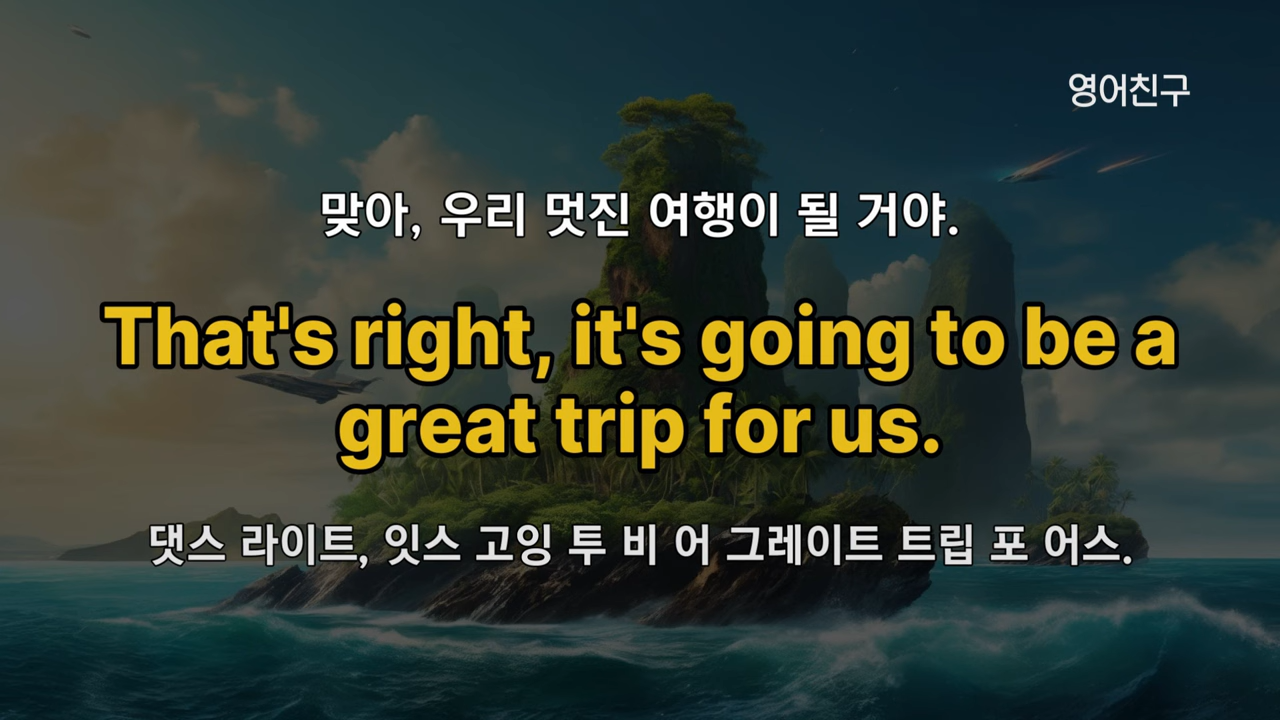 영어친구
맞아, 우리 멋진 여행이 될 거야.
That's right, it's going to be a
great trip for us.
댓스 라이트, 잇스 고잉 투 비 어 그레이트 트립 포 어스.